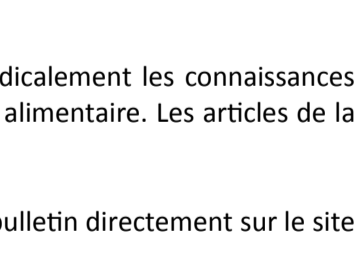 dicalement les connaissances
alimentaire. Les articles de la
bulletin directement sur le site